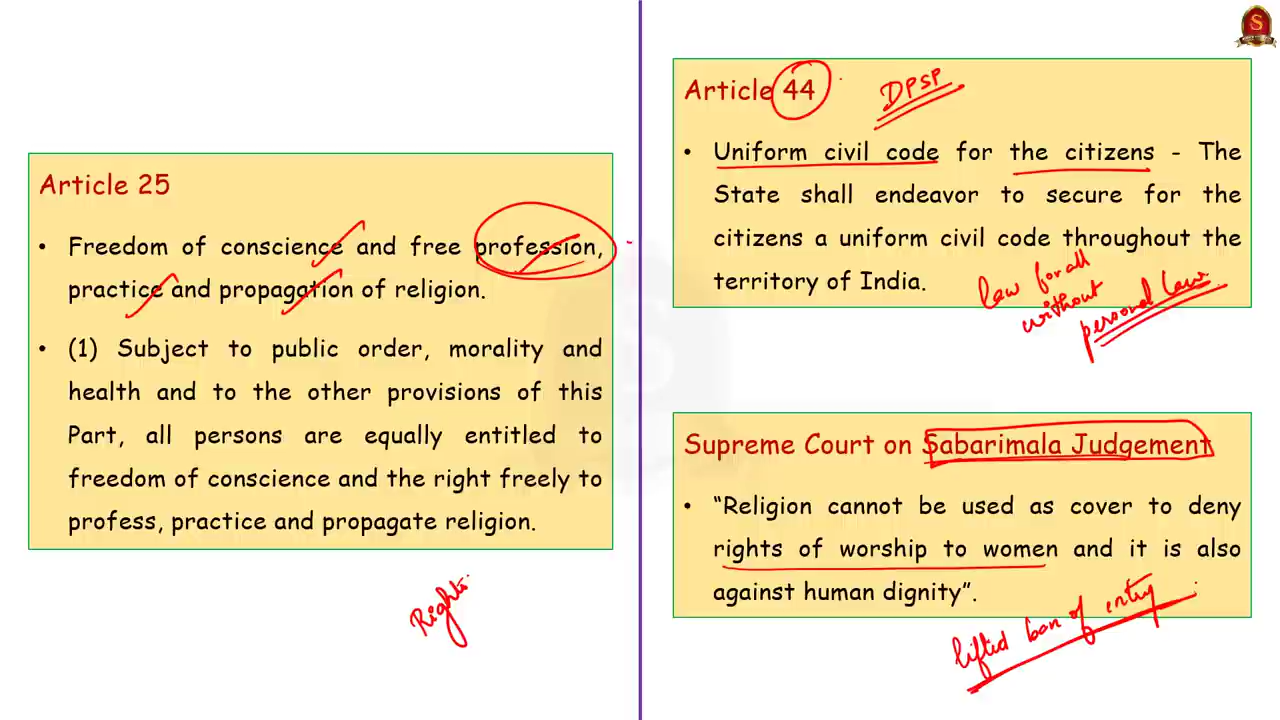 Article 25
• Freedom of conscience and free profession,
practice and propagation of religion.
• (1) Subject to public order, morality and
health and to the other provisions of this
Part, all persons are equally entitled to
freedom of conscience and the right freely to
profess, practice and propagate religion.
Rights
S
Article 44
DPSP
• Uniform civil code for the citizens - The
State shall endeavor to secure for the
citizens a uniform civil code throughout the
territory of India.
law for all
without
personal laws
Supreme Court on Sabarimala Judgement
• “Religion cannot be used as cover to deny
rights of worship to women and it is also
against human dignity”.
lifted ban of entry